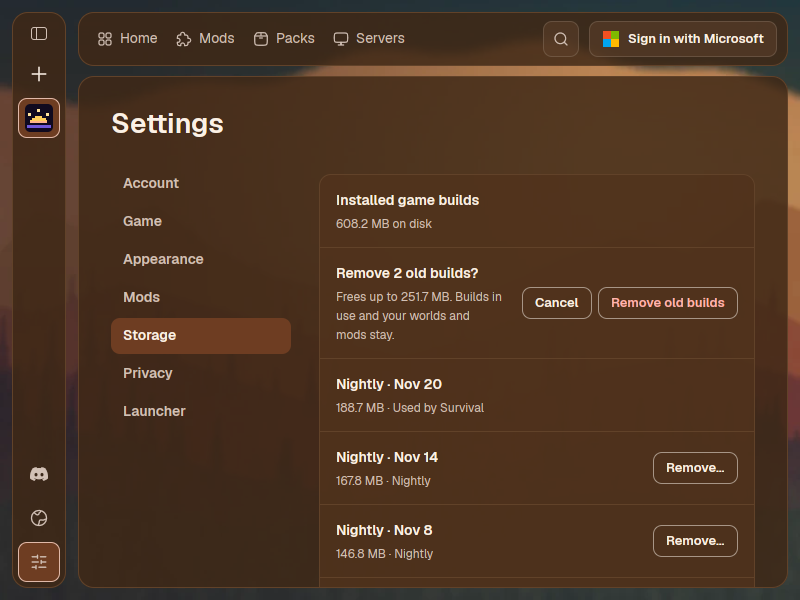 Home
Mods
Packs
Servers
Sign in with Microsoft
Settings
Account
Game
Appearance
Mods
Storage
Privacy
Launcher
Installed game builds
608.2 MB on disk
Remove 2 old builds?
Frees up to 251.7 MB. Builds in
use and your worlds and
mods stay.
Cancel
Remove old builds
Nightly · Nov 20
188.7 MB · Used by Survival
Nightly · Nov 14
167.8 MB · Nightly
Remove...
Nightly · Nov 8
146.8 MB · Nightly
Remove...